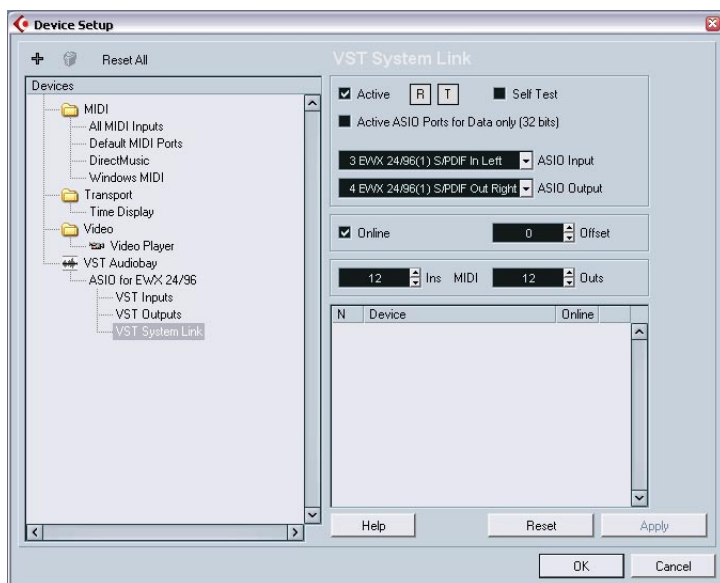 Device Setup
Reset All
Devices
MIDI
All MIDI Inputs
Default MIDI Ports
DirectMusic
Windows MIDI
Transport
Time Display
Video
Video Player
VST Audiobay
ASIO for EWX 24/96
VST Inputs
VST Outputs
VST System Link
VST System Link
Active R T Self Test
Active ASIO Ports for Data only (32 bits)
3 EWX 24/96(1) S/PDIF In Left ASIO Input
4 EWX 24/96(1) S/PDIF Out Right ASIO Output
Online 0 Offset
12 Ins MIDI 12 Outs
N Device Online
Help Reset Apply
OK Cancel